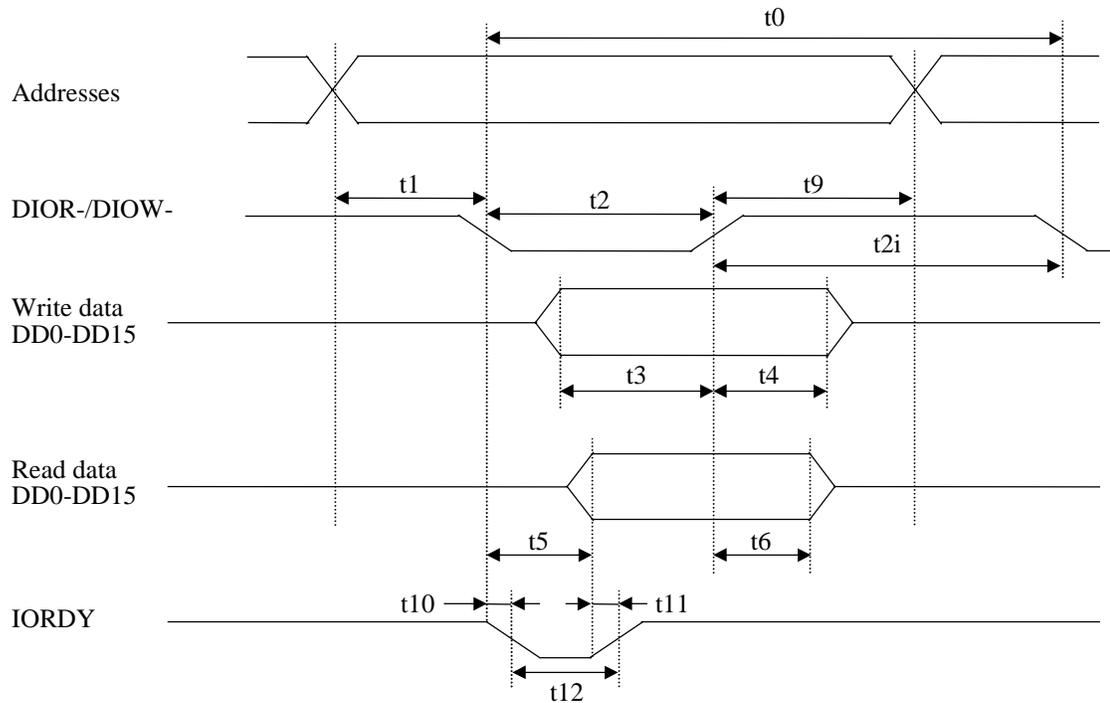 t0
Addresses
t1
t2
t9
DIOR-/DIOW-
t2i
Write data
DD0-DD15
t3
t4
Read data
DD0-DD15
t5
t6
t10
t11
IORDY
t12